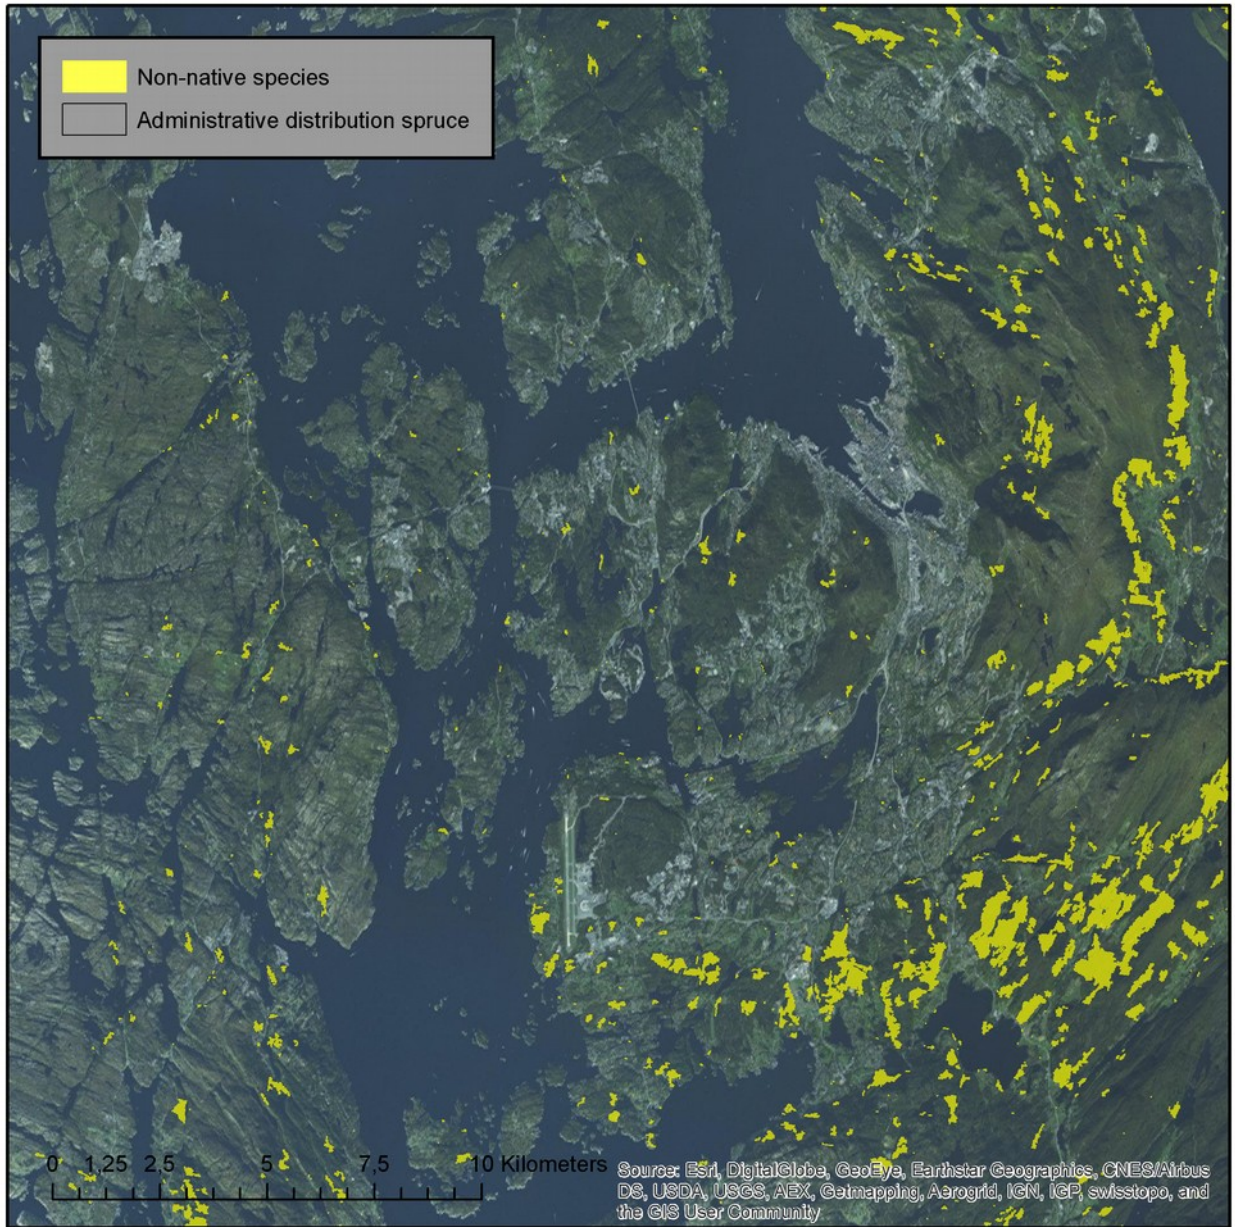 Non-native species
Administrative distribution spruce
0 1,25 2,5 5 7,5 10 Kilometers
Source: Esri, DigitalGlobe, GeoEye, Earthstar Geographics, CNES/Airbus
DS, USDA, USGS, AEX, Getmapping, Aerogrid, IGN, IGP, swisstopo, and
the GIS User Community